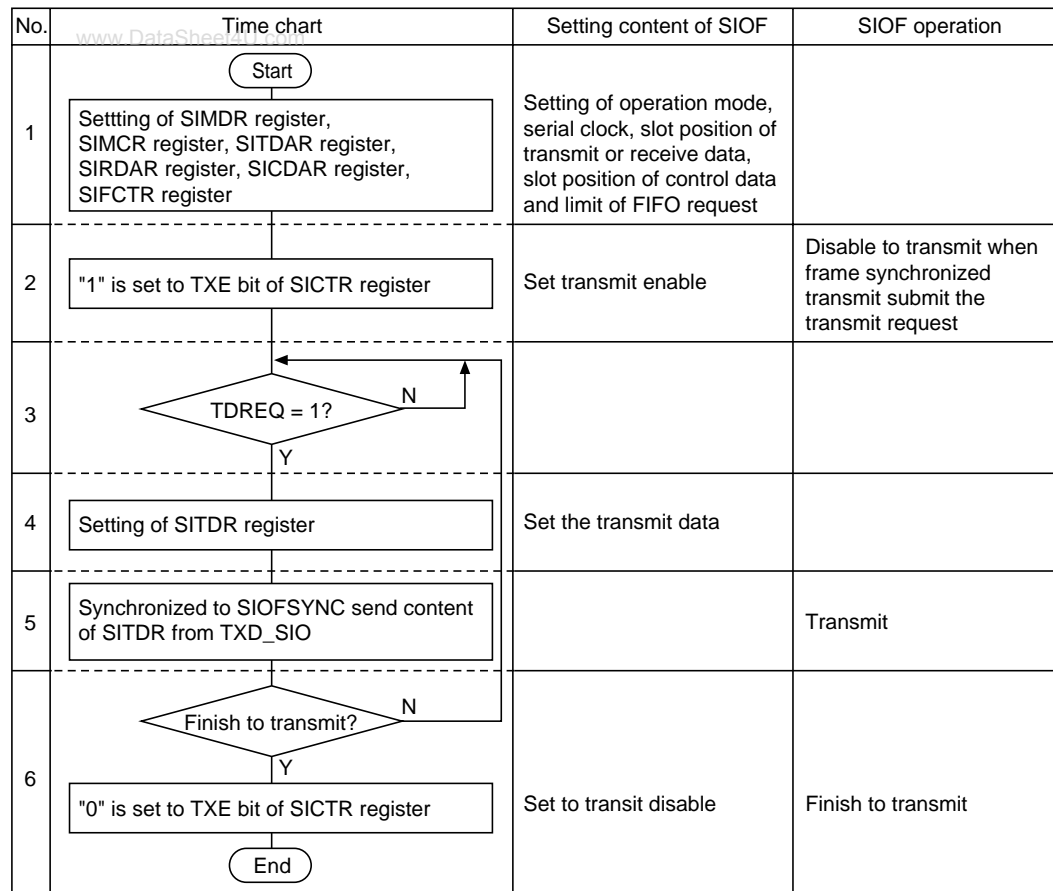 No.
Time chart
Setting content of SIOF
SIOF operation
www.DataSheet4U.com
Start
1
Settting of SIMDR register,
SIMCR register, SITDAR register,
SIRDAR register, SICDAR register,
SIFCTR register
Setting of operation mode,
serial clock, slot position of
transmit or receive data,
slot position of control data
and limit of FIFO request
2
"1" is set to TXE bit of SICTR register
Set transmit enable
Disable to transmit when
frame synchronized
transmit submit the
transmit request
3
TDREQ = 1?
N
Y
4
Setting of SITDR register
Set the transmit data
5
Synchronized to SIOFSYNC send content
of SITDR from TXD_SIO
Transmit
6
Finish to transmit?
N
Y
"0" is set to TXE bit of SICTR register
Set to transit disable
Finish to transmit
End